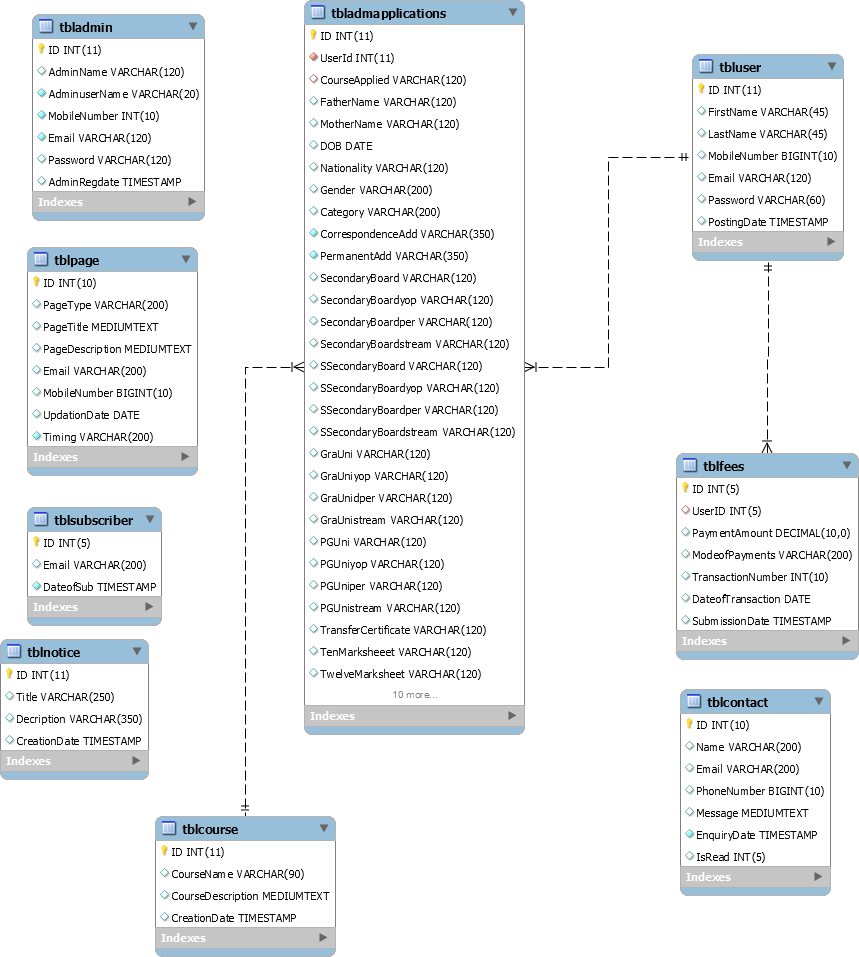 tbladmin
ID INT(11)
AdminName VARCHAR(120)
AdminuserName VARCHAR(20)
MobileNumber INT(10)
Email VARCHAR(120)
Password VARCHAR(120)
AdminRegdate TIMESTAMP
Indexes
tblpage
ID INT(10)
PageType VARCHAR(200)
PageTitle MEDIUMTEXT
PageDescription MEDIUMTEXT
Email VARCHAR(200)
MobileNumber BIGINT(10)
UpdationDate DATE
Timing VARCHAR(200)
Indexes
tblsubscriber
ID INT(5)
Email VARCHAR(200)
DateofSub TIMESTAMP
Indexes
tblnotice
ID INT(11)
Title VARCHAR(250)
Decription VARCHAR(350)
CreationDate TIMESTAMP
Indexes
tblcourse
ID INT(11)
CourseName VARCHAR(90)
CourseDescription MEDIUMTEXT
CreationDate TIMESTAMP
Indexes
tbladmapplications
ID INT(11)
UserId INT(11)
CourseApplied VARCHAR(120)
FatherName VARCHAR(120)
MotherName VARCHAR(120)
DOB DATE
Nationality VARCHAR(120)
Gender VARCHAR(200)
Category VARCHAR(200)
CorrespondenceAdd VARCHAR(350)
PermanentAdd VARCHAR(350)
SecondaryBoard VARCHAR(120)
SecondaryBoardyop VARCHAR(120)
SecondaryBoardper VARCHAR(120)
SecondaryBoardstream VARCHAR(120)
SSecondaryBoard VARCHAR(120)
SSecondaryBoardyop VARCHAR(120)
SSecondaryBoardper VARCHAR(120)
SSecondaryBoardstream VARCHAR(120)
GraUni VARCHAR(120)
GraUniyop VARCHAR(120)
GraUnidper VARCHAR(120)
GraUnistream VARCHAR(120)
PGUni VARCHAR(120)
PGUniyop VARCHAR(120)
PGUniper VARCHAR(120)
PGUnistream VARCHAR(120)
TransferCertificate VARCHAR(120)
TenMarksheeet VARCHAR(120)
TwelveMarksheet VARCHAR(120)
10 more...
Indexes
tbluser
ID INT(11)
FirstName VARCHAR(45)
LastName VARCHAR(45)
MobileNumber BIGINT(10)
Email VARCHAR(120)
Password VARCHAR(60)
PostingDate TIMESTAMP
Indexes
tblfees
ID INT(5)
UserID INT(5)
PaymentAmount DECIMAL(10,0)
ModeofPayments VARCHAR(200)
TransactionNumber INT(10)
DateofTransaction DATE
SubmissionDate TIMESTAMP
Indexes
tblcontact
ID INT(10)
Name VARCHAR(200)
Email VARCHAR(200)
PhoneNumber BIGINT(10)
Message MEDIUMTEXT
EnquiryDate TIMESTAMP
IsRead INT(5)
Indexes